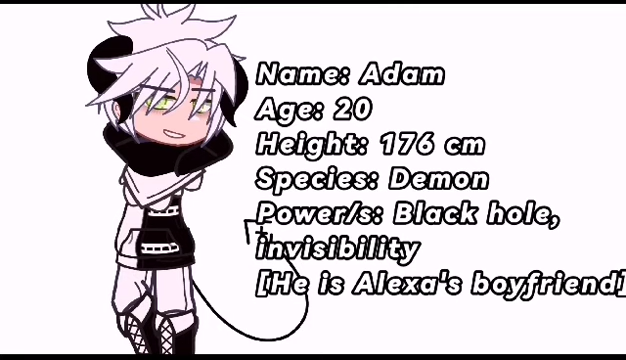 Name: Adam
Age: 20
Height: 176 cm
Species: Demon
Power/s: Black hole,
invisibility
[He is Alexa's boyfriend]